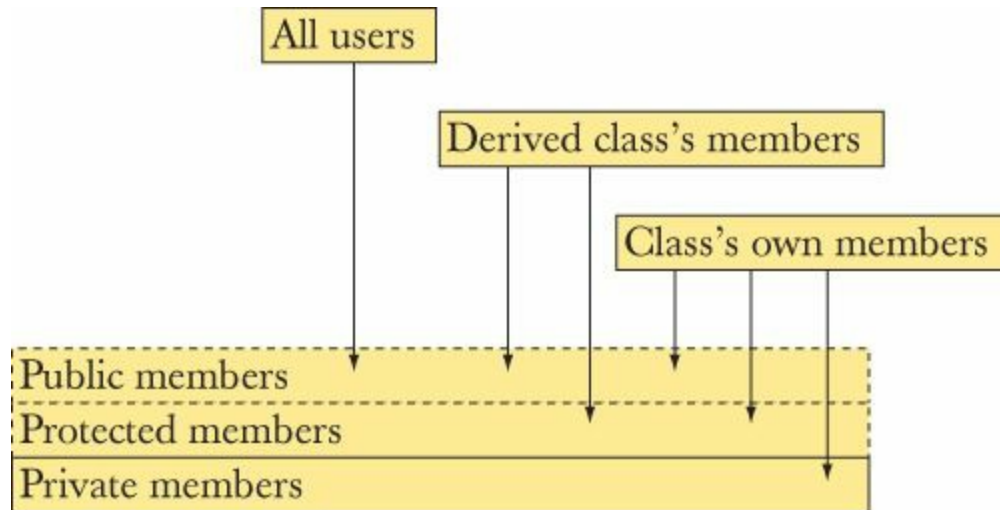 All users
Derived class’s members
Class’s own members
Public members
Protected members
Private members